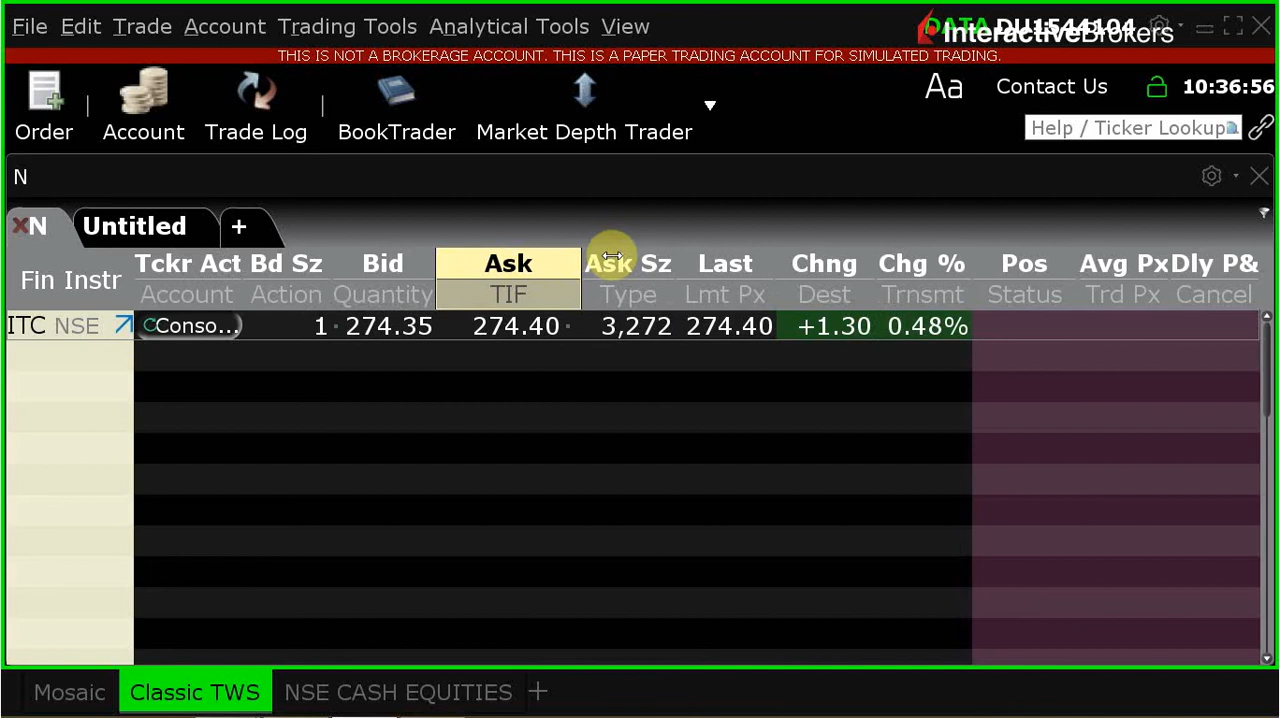 File Edit Trade Account Trading Tools Analytical Tools View DATA DU1544104
InteractiveBrokers
THIS IS NOT A BROKERAGE ACCOUNT. THIS IS A PAPER TRADING ACCOUNT FOR SIMULATED TRADING.
Aa Contact Us 10:36:56
Order Account Trade Log BookTrader Market Depth Trader
Help / Ticker Lookup
N
N Untitled +
Fin Instr
Tckr Act Bd Sz Bid Ask Ask Sz Last Chng Chg % Pos Avg Px Dly P&
Account Action Quantity TIF Type Lmt Px Dest Trnsmt Status Trd Px Cancel
ITC NSE CConso... 1 274.35 274.40 3,272 274.40 +1.30 0.48%
Mosaic Classic TWS NSE CASH EQUITIES +